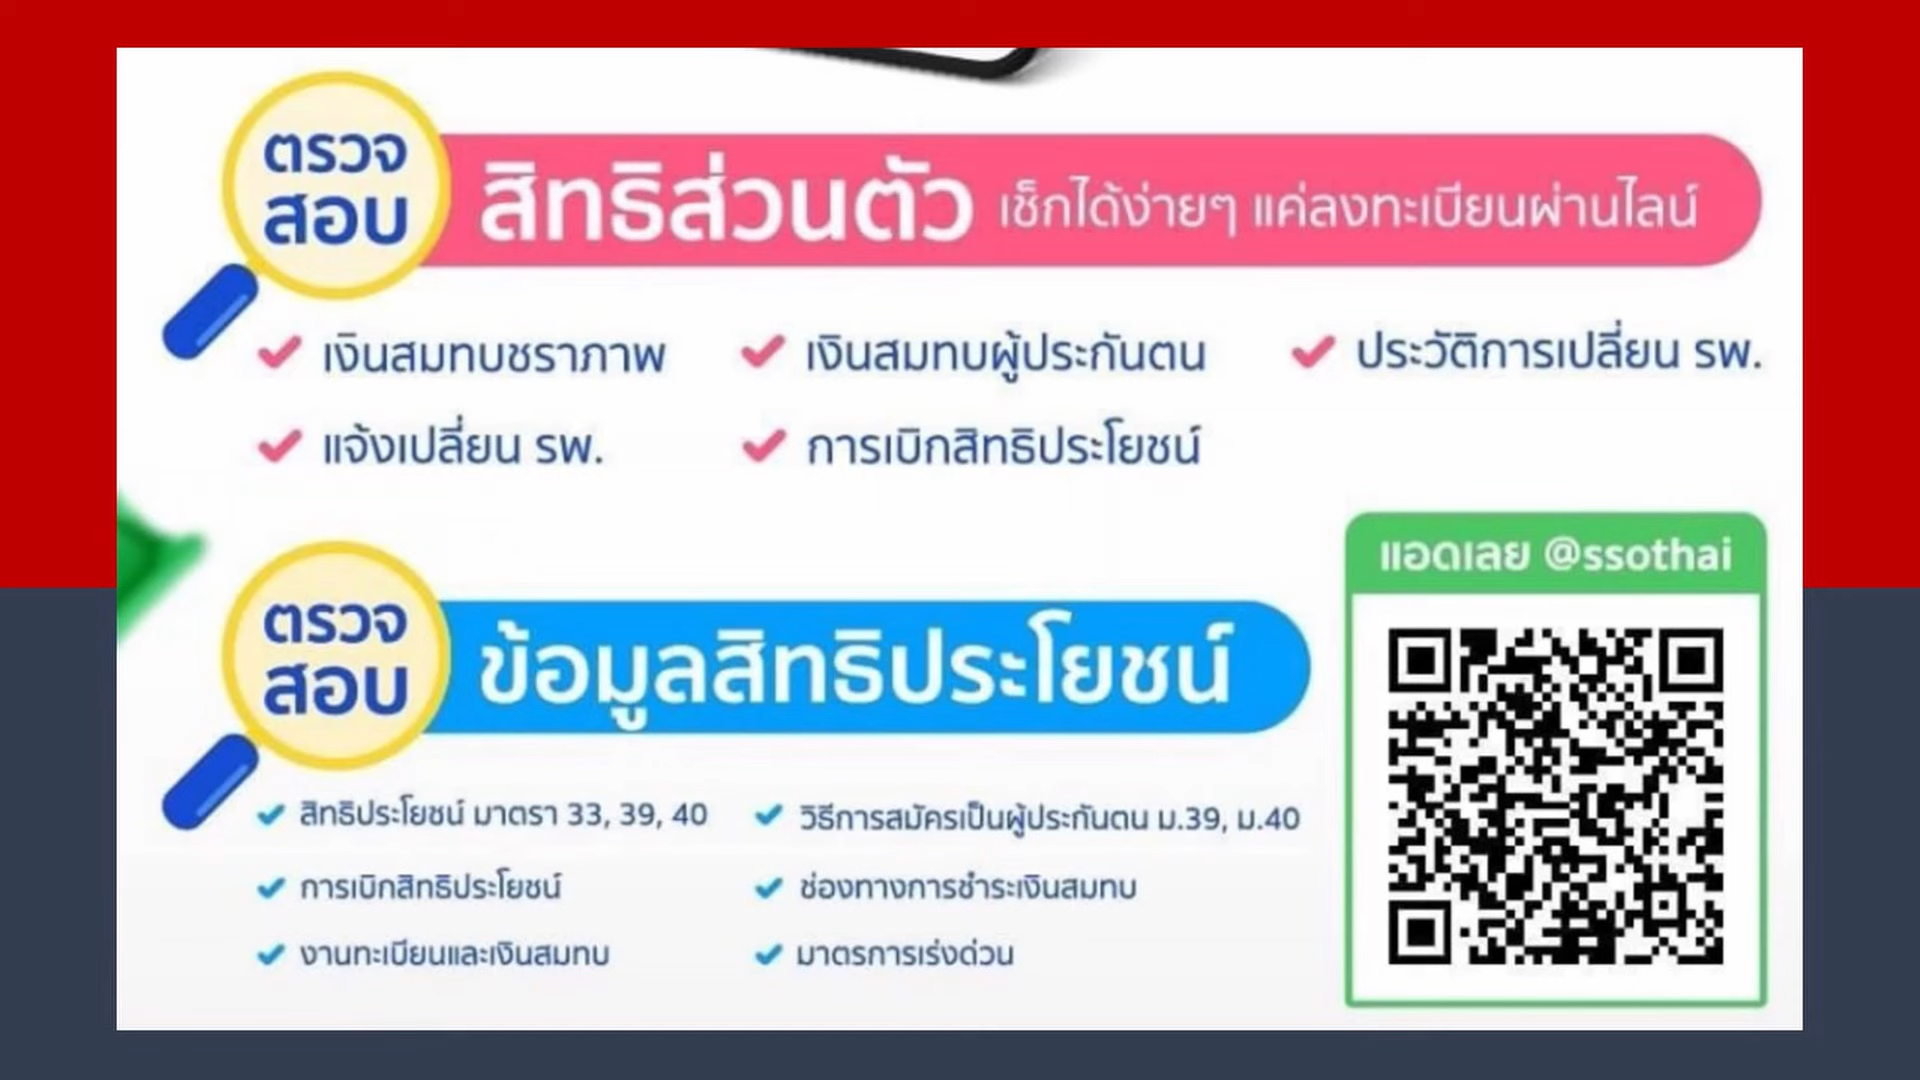 ตรวจ
สอบ
สิทธิส่วนตัว เช็กได้ง่ายๆ แค่ลงทะเบียนผ่านไลน์
เงินสมทบชราภาพ
เงินสมทบผู้ประกันตน
ประวัติการเปลี่ยน รพ.
แจ้งเปลี่ยน รพ.
การเบิกสิทธิประโยชน์
ตรวจ
สอบ
ข้อมูลสิทธิประโยชน์
สิทธิประโยชน์ มาตรา 33, 39, 40
วิธีการสมัครเป็นผู้ประกันตน ม.39, ม.40
การเบิกสิทธิประโยชน์
ช่องทางการชำระเงินสมทบ
งานทะเบียนและเงินสมทบ
มาตรการเร่งด่วน
แอดเลย @ssothai